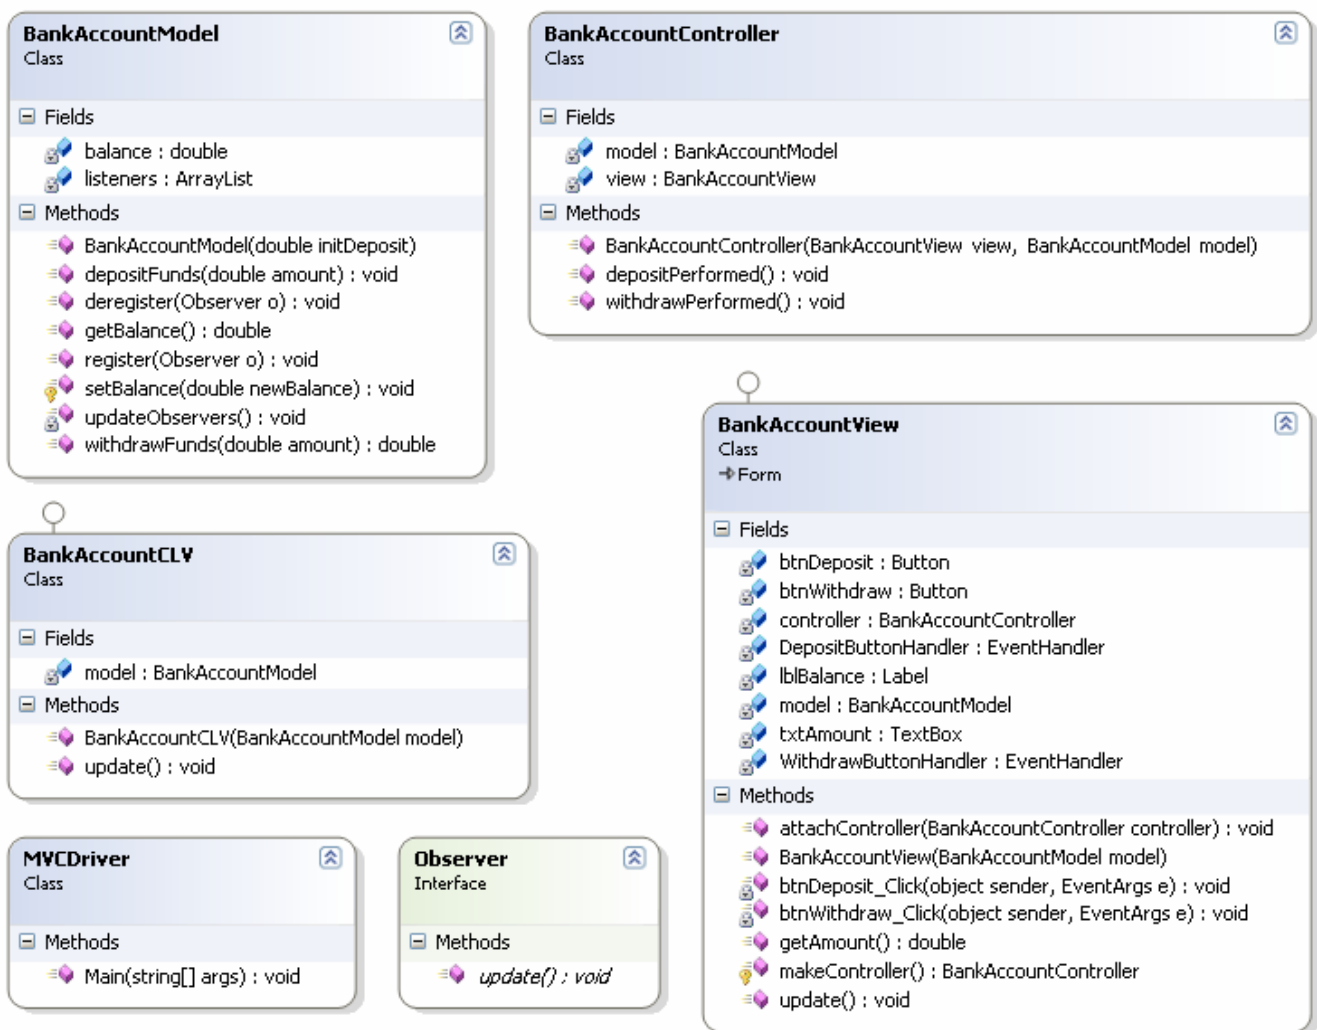 BankAccountModel
Class
Fields
balance : double
listeners : ArrayList
Methods
BankAccountModel(double initDeposit)
depositFunds(double amount) : void
deregister(Observer o) : void
getBalance() : double
register(Observer o) : void
setBalance(double newBalance) : void
updateObservers() : void
withdrawFunds(double amount) : double
BankAccountController
Class
Fields
model : BankAccountModel
view : BankAccountView
Methods
BankAccountController(BankAccountView view, BankAccountModel model)
depositPerformed() : void
withdrawPerformed() : void
BankAccountCLV
Class
Fields
model : BankAccountModel
Methods
BankAccountCLV(BankAccountModel model)
update() : void
BankAccountView
Class
Form
Fields
btnDeposit : Button
btnWithdraw : Button
controller : BankAccountController
DepositButtonHandler : EventHandler
lblBalance : Label
model : BankAccountModel
txtAmount : TextBox
WithdrawButtonHandler : EventHandler
Methods
attachController(BankAccountController controller) : void
BankAccountView(BankAccountModel model)
btnDeposit_Click(object sender, EventArgs e) : void
btnWithdraw_Click(object sender, EventArgs e) : void
getAmount() : double
makeController() : BankAccountController
update() : void
MVCDriver
Class
Methods
Main(string[] args) : void
Observer
Interface
Methods
update() : void